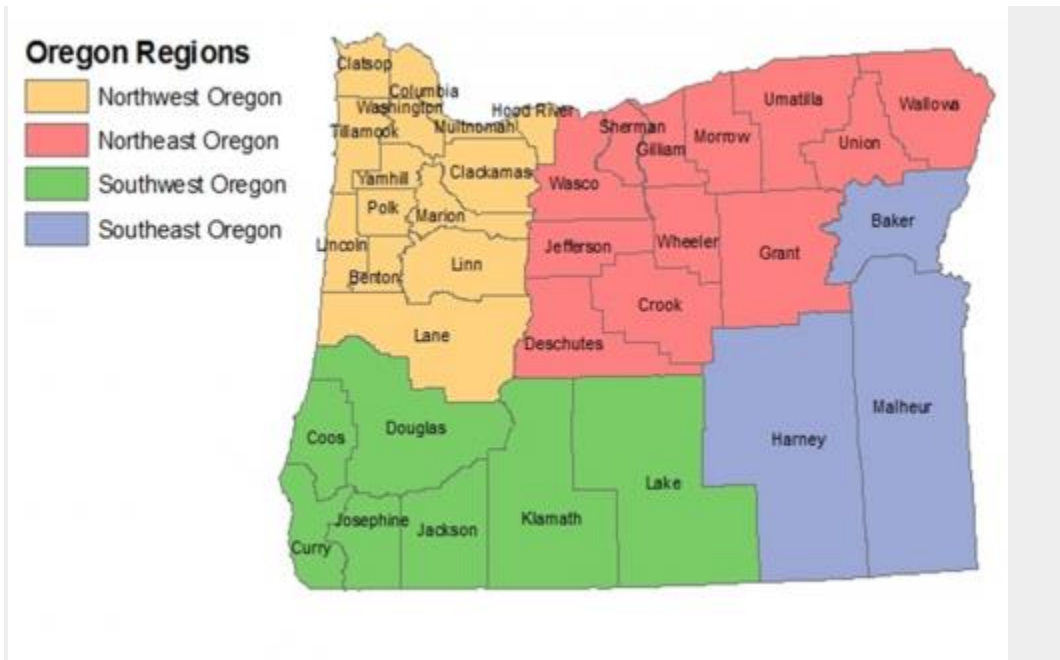 Oregon Regions
Northwest Oregon
Northeast Oregon
Southwest Oregon
Southeast Oregon
Clatsop
Columbia
Washington
Tillamook
Multnomah
Hood River
Clackamas
Yamhill
Polk
Marion
Lincoln
Benton
Linn
Lane
Sherman
Gilliam
Morrow
Umatilla
Wallowa
Union
Wasco
Jefferson
Wheeler
Grant
Baker
Crook
Deschutes
Coos
Douglas
Curry
Josephine
Jackson
Klamath
Lake
Harney
Malheur